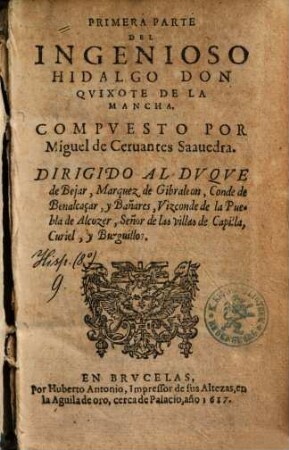 PRIMERA PARTE
DEL
INGENIOSO
HIDALGO DON
QVIXOTE DE LA
MANCHA.
COMPVESTO POR
Miguel de Ceruantes Saauedra.
DIRIGIDO AL DVQVE
de Bejar, Marquez de Gibraleon, Conde de
Benalcaçar, y Bañares, Vizconde de la Pue-
bla de Alcozer, Señor de las villas de Capilla,
Curiel, y Burguillos.
Hisp. (8º)
9.
EN BRVCELAS,
Por Huberto Antonio, Impressor de sus Altezas, en
la Aguila de oro, cerca de Palacio, año 1617.